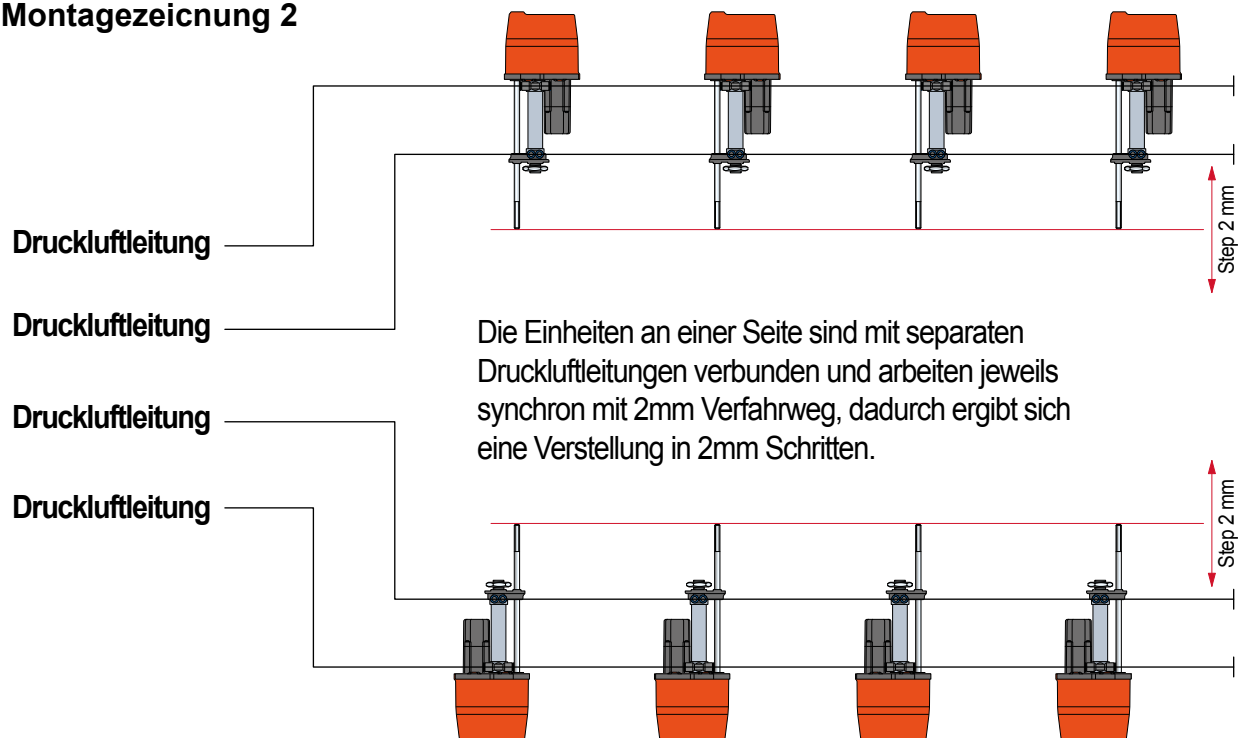 Montagezeicnung 2
Druckluftleitung
Step 2 mm
Druckluftleitung
Die Einheiten an einer Seite sind mit separaten
Druckluftleitungen verbunden und arbeiten jeweils
synchron mit 2mm Verfahrweg, dadurch ergibt sich
eine Verstellung in 2mm Schritten.
Druckluftleitung
Druckluftleitung
Step 2 mm